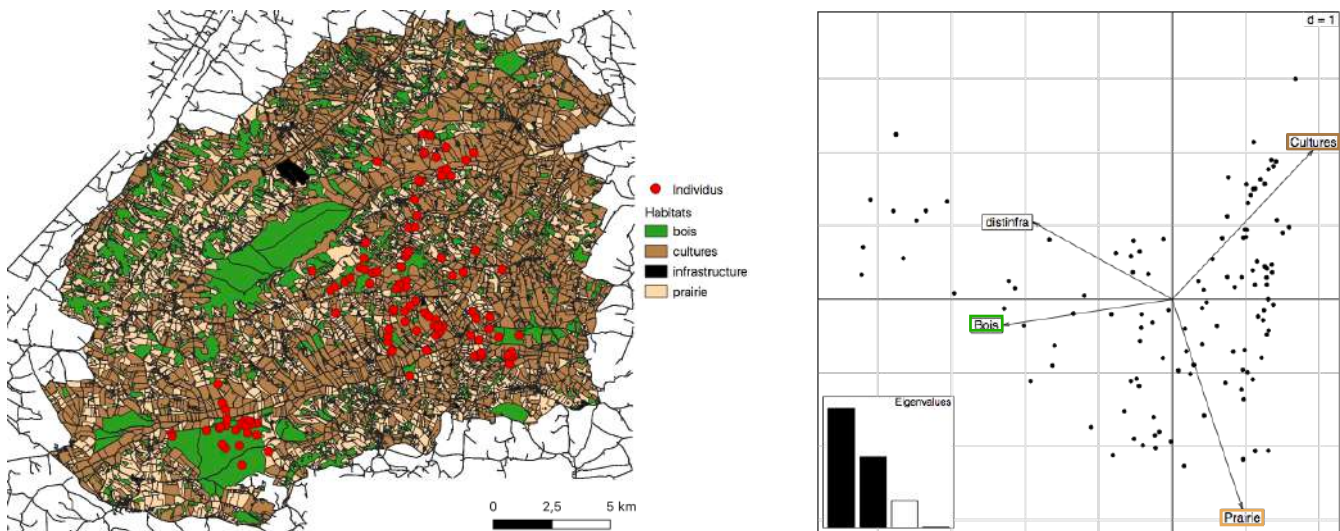 Individus
Habitats
bois
cultures
infrastructure
prairie
0 2,5 5 km
d = 1
Cultures
distinfra
Bois
Eigenvalues
Prairie